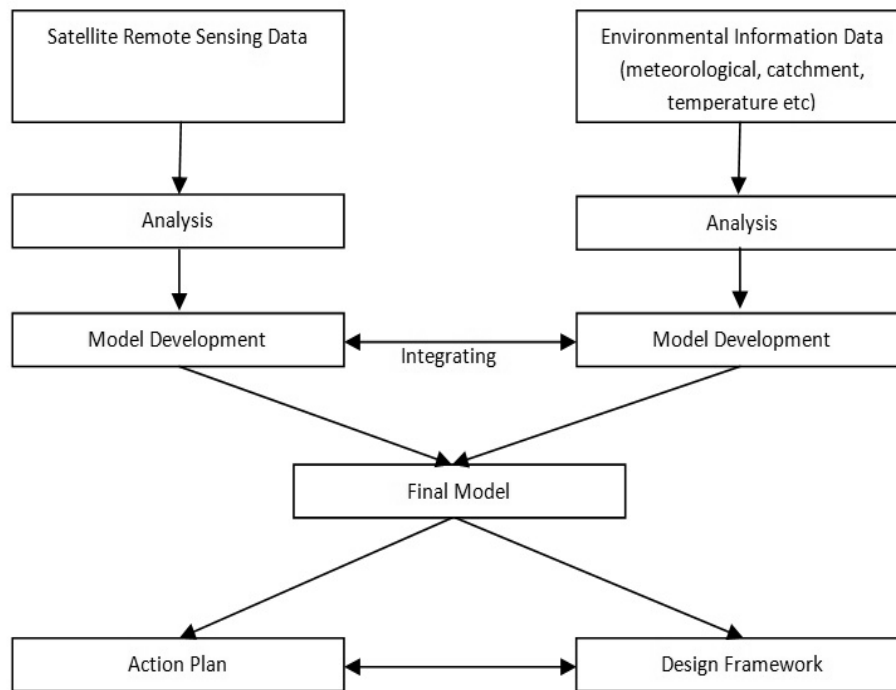 Satellite Remote Sensing Data
Environmental Information Data
(meteorological, catchment,
temperature etc)
Analysis
Analysis
Model Development
Integrating
Model Development
Final Model
Action Plan
Design Framework